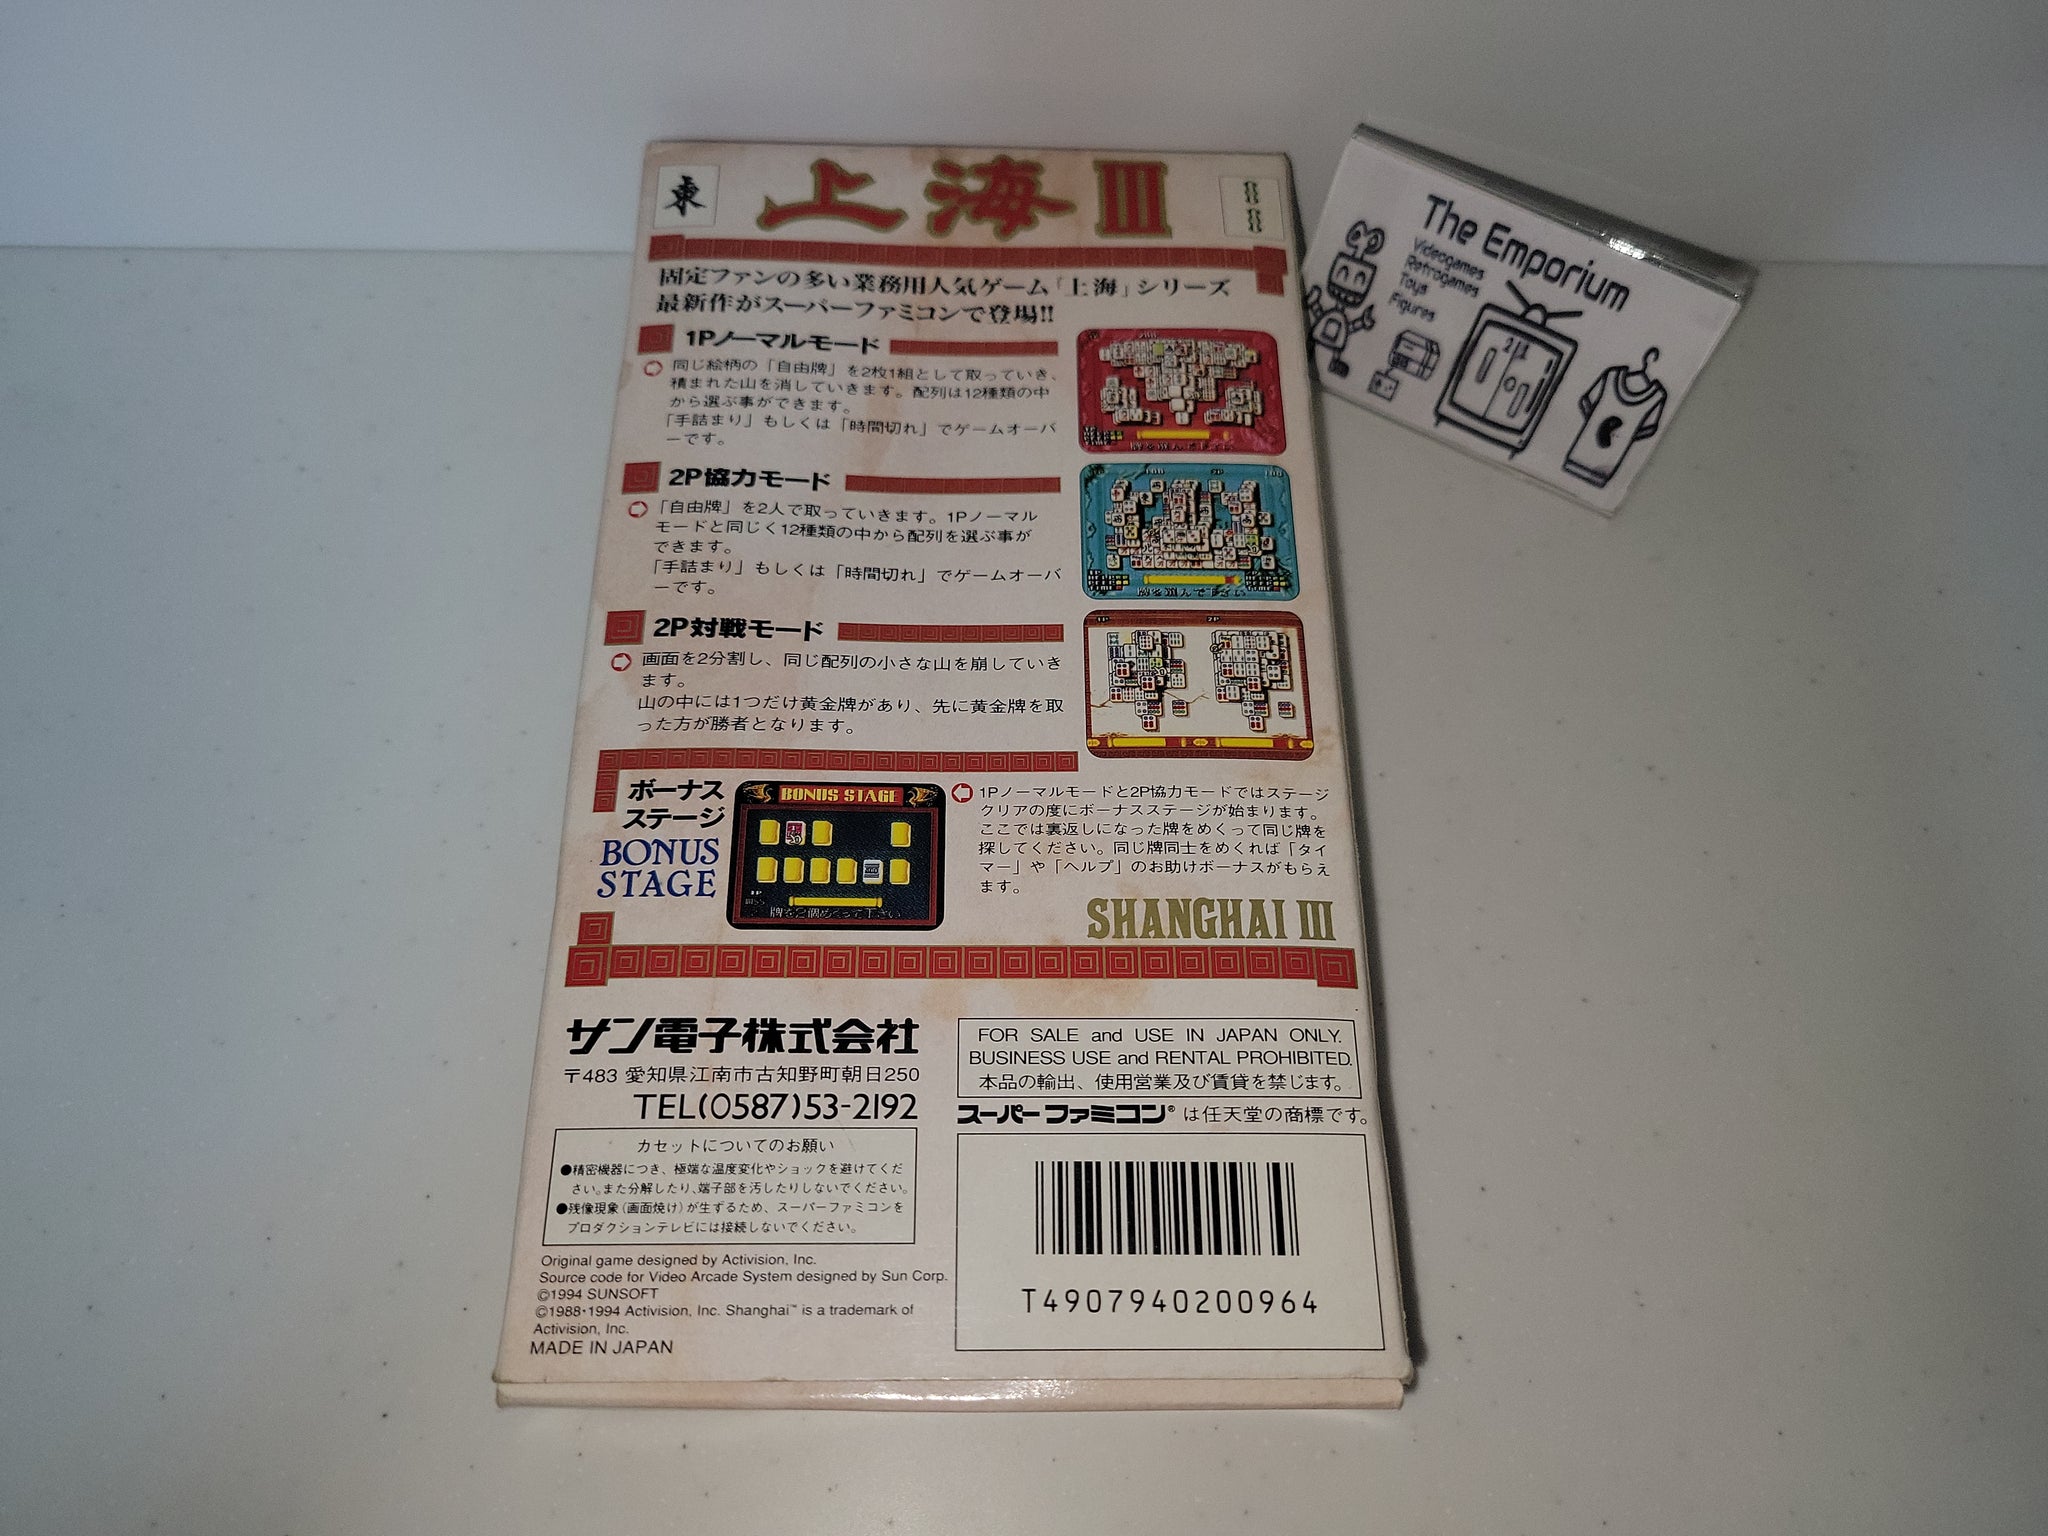 東
上海III
固定ファンの多い業務用人気ゲーム「上海」シリーズ
最新作がスーパーファミコンで登場!!
1Pノーマルモード
同じ絵柄の「自由牌」を2枚1組として取っていき、
積まれた山を消していきます。配列は12種類の中
から選ぶ事ができます。
「手詰まり」もしくは「時間切れ」でゲームオーバ
ーです。
2P協力モード
「自由牌」を2人で取っていきます。1Pノーマル
モードと同じく12種類の中から配列を選ぶ事が
できます。
「手詰まり」もしくは「時間切れ」でゲームオーバ
ーです。
2P対戦モード
画面を2分割し、同じ配列の小さな山を崩していき
ます。
山の中には1つだけ黄金牌があり、先に黄金牌を取
った方が勝者となります。
ボーナス
ステージ
BONUS
STAGE
BONUS STAGE
牌を2個めくって下さい
1Pノーマルモードと2P協力モードではステージ
クリアの度にボーナスステージが始まります。
ここでは裏返しになった牌をめくって同じ牌を
探してください。同じ牌同士をめくれば「タイ
マー」や「ヘルプ」のお助けボーナスがもらえ
ます。
SHANGHAI III
サン電子株式会社
〒483 愛知県江南市古知野町朝日250
TEL(0587)53-2192
カセットについてのお願い
●精密機器につき、極端な温度変化やショックを避けてくだ
さい。また分解したり、端子部を汚したりしないでください。
●残像現象(画面焼け)が生ずるため、スーパーファミコンを
プロダクションテレビには接続しないでください。
Original game designed by Activision, Inc.
Source code for Video Arcade System designed by Sun Corp.
©1994 SUNSOFT
©1988·1994 Activision, Inc. Shanghai™ is a trademark of
Activision, Inc.
MADE IN JAPAN
FOR SALE and USE IN JAPAN ONLY.
BUSINESS USE and RENTAL PROHIBITED.
本品の輸出、使用営業及び賃貸を禁じます。
スーパーファミコン®は任天堂の商標です。
T4907940200964
The Emporium
Videogames
Retrogames
Toys
Figures